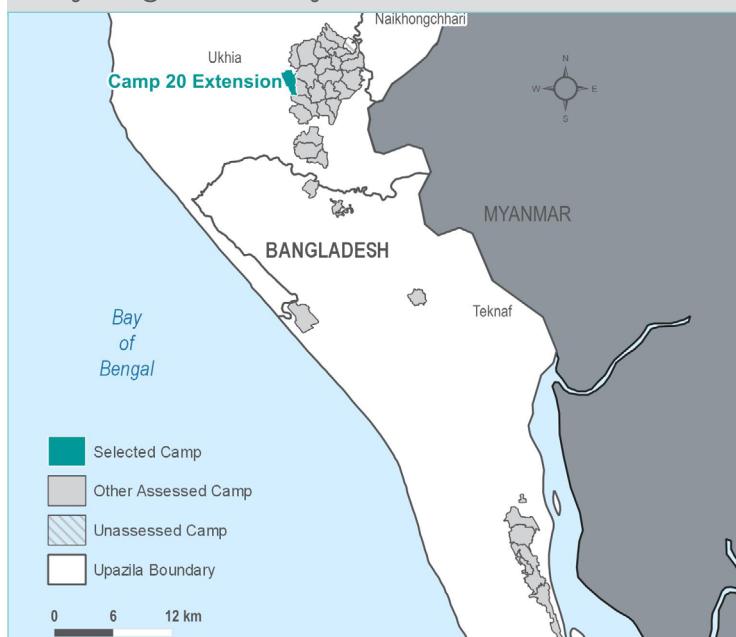 Naikhongchhari
Ukhia
Camp 20 Extension
N
W
E
S
MYANMAR
BANGLADESH
Teknaf
Bay
of
Bengal
Selected Camp
Other Assessed Camp
Unassessed Camp
Upazila Boundary
0 6 12 km